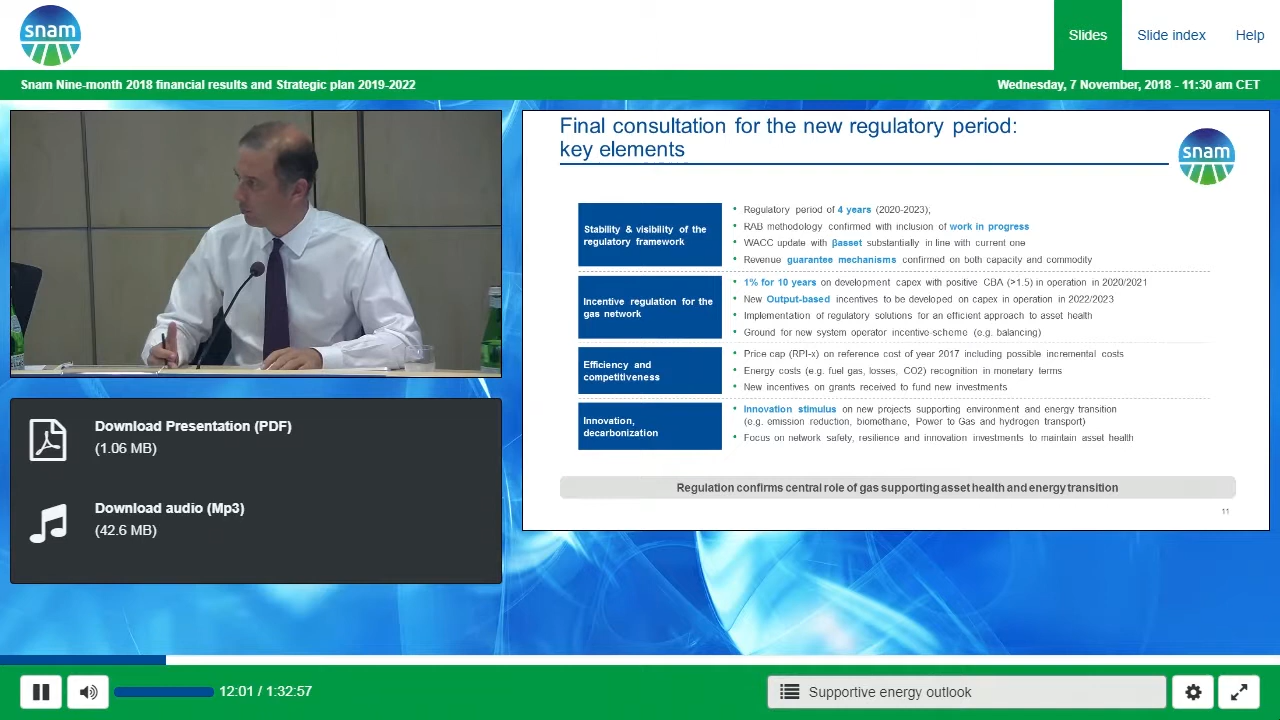 snam
Slides
Slide index
Help
Snam Nine-month 2018 financial results and Strategic plan 2019-2022
Wednesday, 7 November, 2018 - 11:30 am CET
Final consultation for the new regulatory period:
key elements
snam
Stability & visibility of the
regulatory framework
• Regulatory period of 4 years (2020-2023);
• RAB methodology confirmed with inclusion of work in progress
• WACC update with βasset substantially in line with current one
• Revenue guarantee mechanisms confirmed on both capacity and commodity
Incentive regulation for the
gas network
• 1% for 10 years on development capex with positive CBA (>1.5) in operation in 2020/2021
• New Output-based incentives to be developed on capex in operation in 2022/2023
• Implementation of regulatory solutions for an efficient approach to asset health
• Ground for new system operator incentive-scheme (e.g. balancing)
Efficiency and
competitiveness
• Price cap (RPI-x) on reference cost of year 2017 including possible incremental costs
• Energy costs (e.g. fuel gas, losses, CO2) recognition in monetary terms
• New incentives on grants received to fund new investments
Innovation,
decarbonization
• Innovation stimulus on new projects supporting environment and energy transition
(e.g. emission reduction, biomethane, Power to Gas and hydrogen transport)
• Focus on network safety, resilience and innovation investments to maintain asset health
Regulation confirms central role of gas supporting asset health and energy transition
11
Download Presentation (PDF)
(1.06 MB)
Download audio (Mp3)
(42.6 MB)
12:01 / 1:32:57
Supportive energy outlook